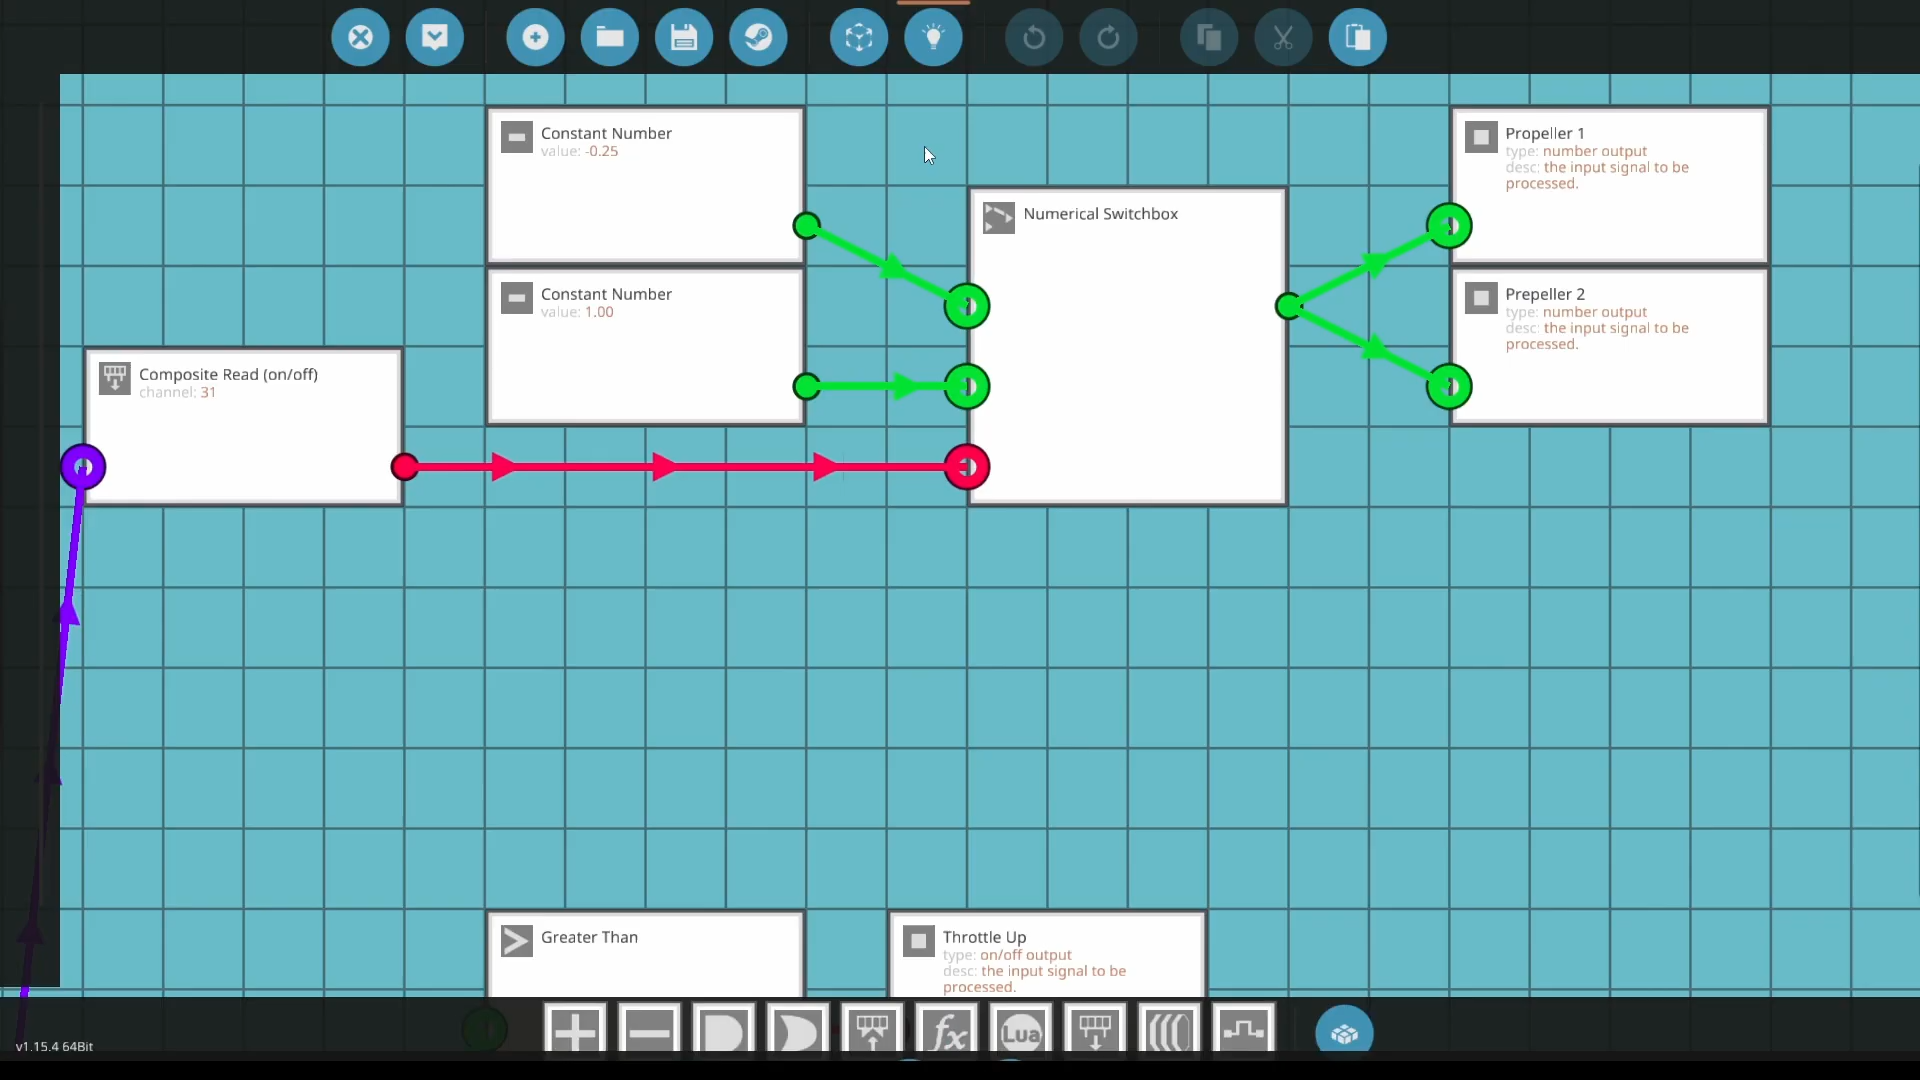 Constant Number
value: -0.25
Propeller 1
type: number output
desc: the input signal to be
processed.
Numerical Switchbox
Constant Number
value: 1.00
Prepeller 2
type: number output
desc: the input signal to be
processed.
Composite Read (on/off)
channel: 31
Greater Than
Throttle Up
type: on/off output
desc: the input signal to be
processed.
fx
Lua
v1.15.4 64Bit